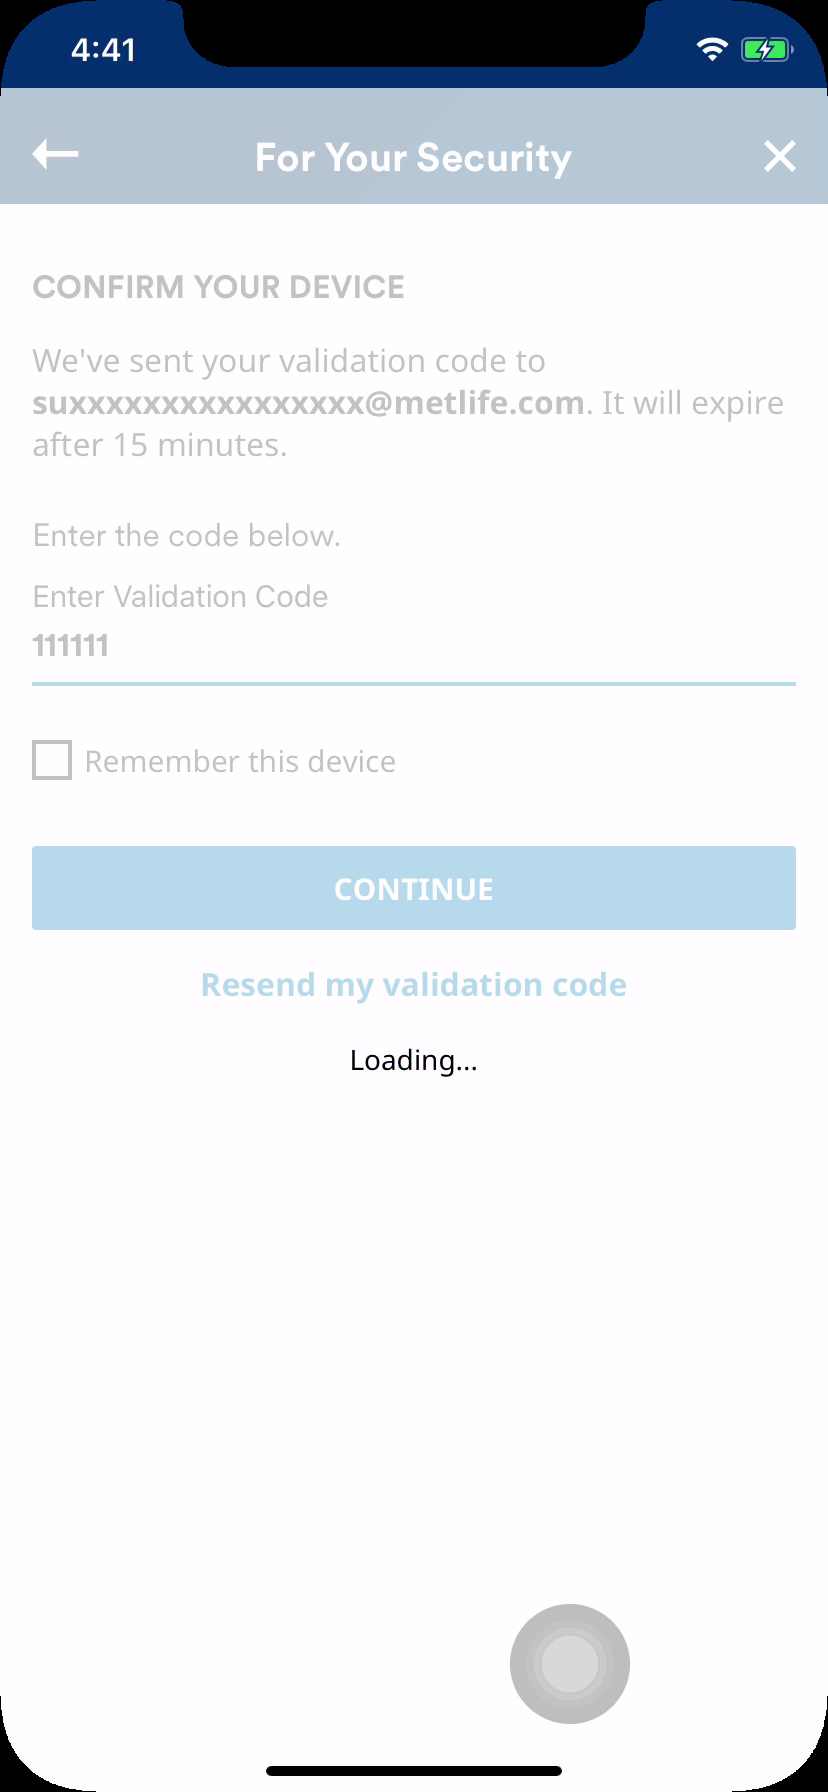 4:41
For Your Security
CONFIRM YOUR DEVICE
We've sent your validation code to
suxxxxxxxxxxxxxxxx@metlife.com. It will expire
after 15 minutes.
Enter the code below.
Enter Validation Code
111111
Remember this device
CONTINUE
Resend my validation code
Loading...